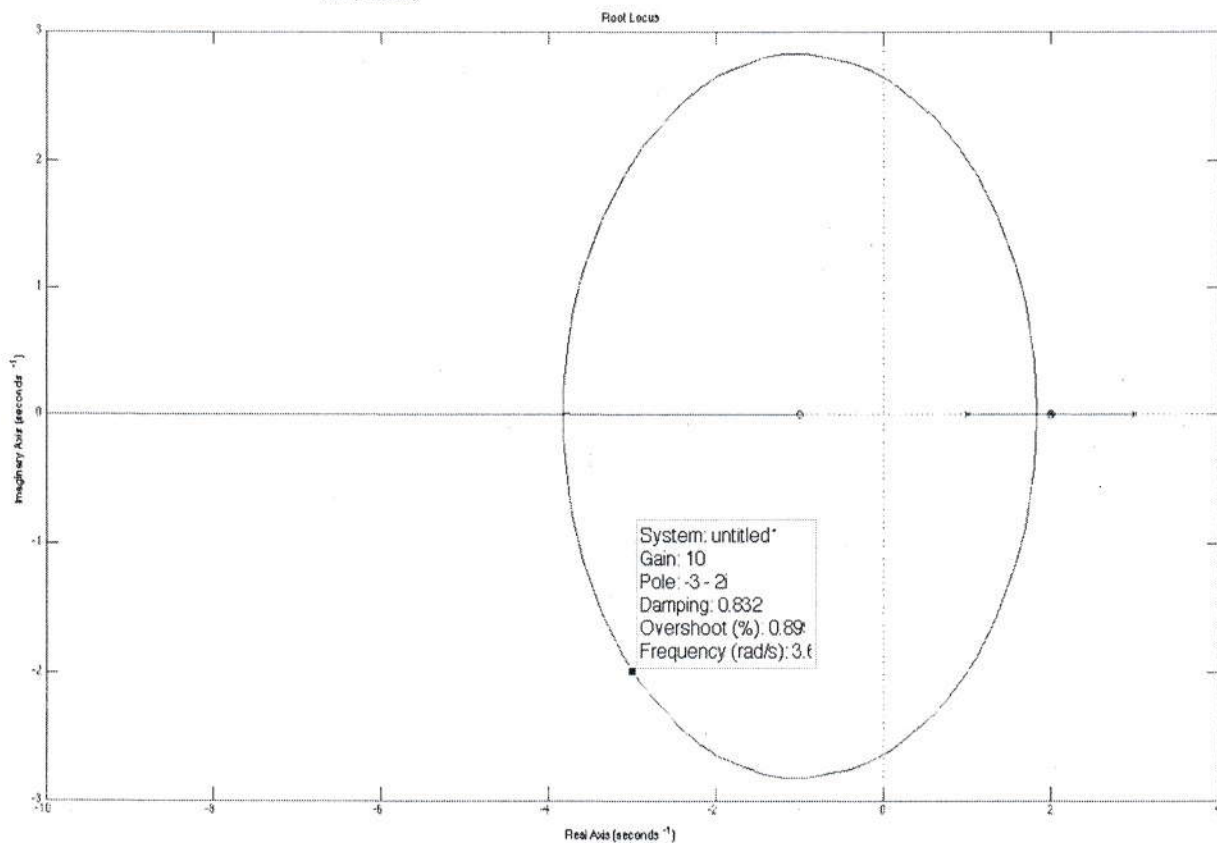 Root Locus
3
2
1
0
-1
-2
-3
Imaginary Axis (seconds⁻¹)
System: untitled*
Gain: 10
Pole: -3 - 2i
Damping: 0.832
Overshoot (%): 0.89
Frequency (rad/s): 3.6
-10
-8
-6
-4
-2
0
2
4
Real Axis (seconds⁻¹)